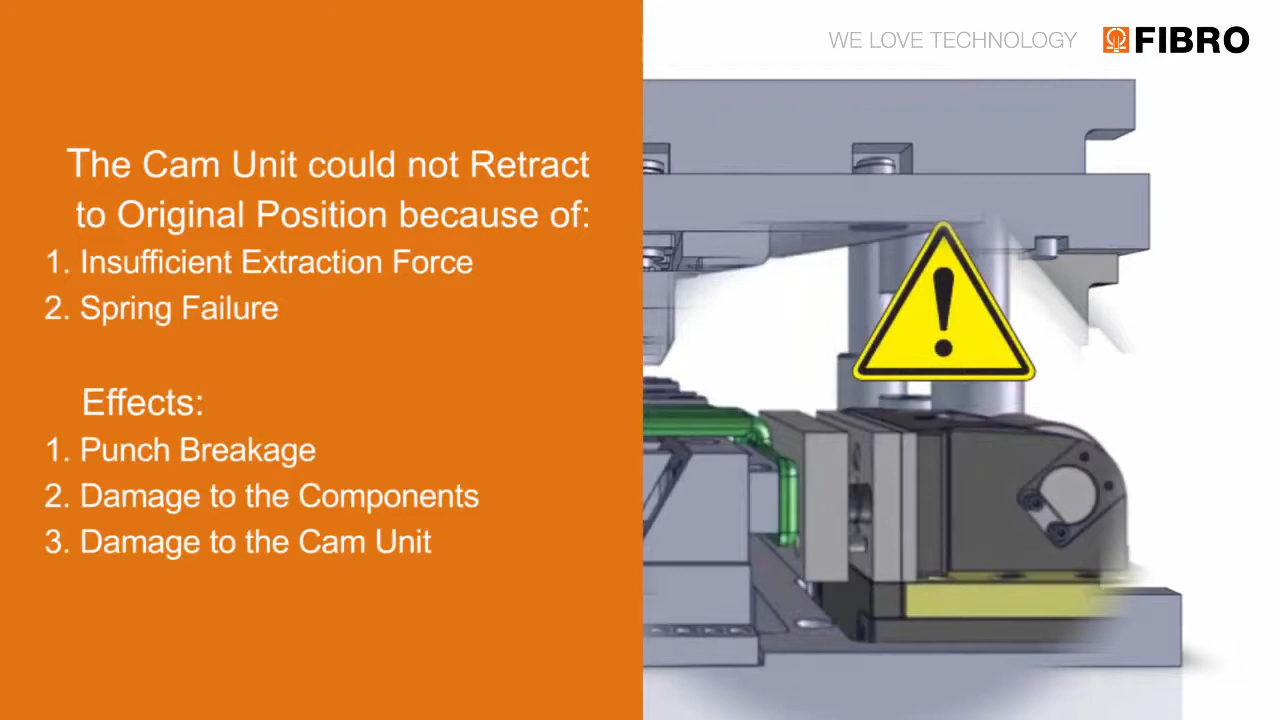 WE LOVE TECHNOLOGY FIBRO
The Cam Unit could not Retract
to Original Position because of:
1. Insufficient Extraction Force
2. Spring Failure
Effects:
1. Punch Breakage
2. Damage to the Components
3. Damage to the Cam Unit